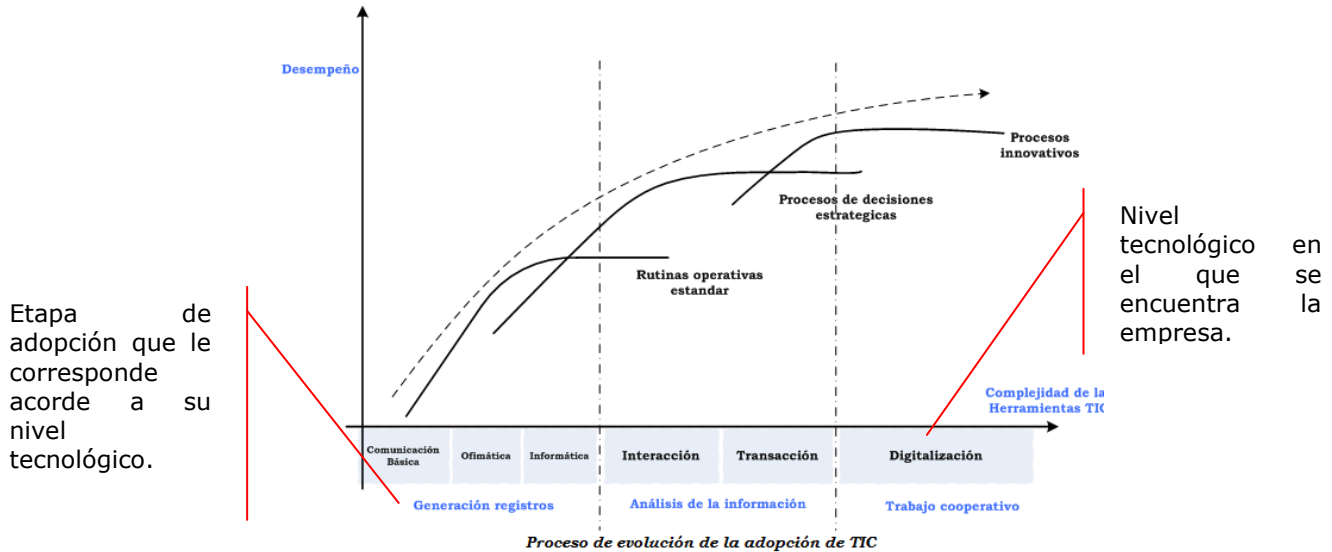 Desempeño
Procesos
innovativos
Procesos de decisiones
estrategicas
Rutinas operativas
estandar
Nivel
tecnológico en
el que se
encuentra la
empresa.
Etapa de
adopción que le
corresponde
acorde a su
nivel
tecnológico.
Complejidad de la
Herramientas TIC
Comunicación
Básica
Ofimática
Informática
Interacción
Transacción
Digitalización
Generación registros
Análisis de la información
Trabajo cooperativo
Proceso de evolución de la adopción de TIC